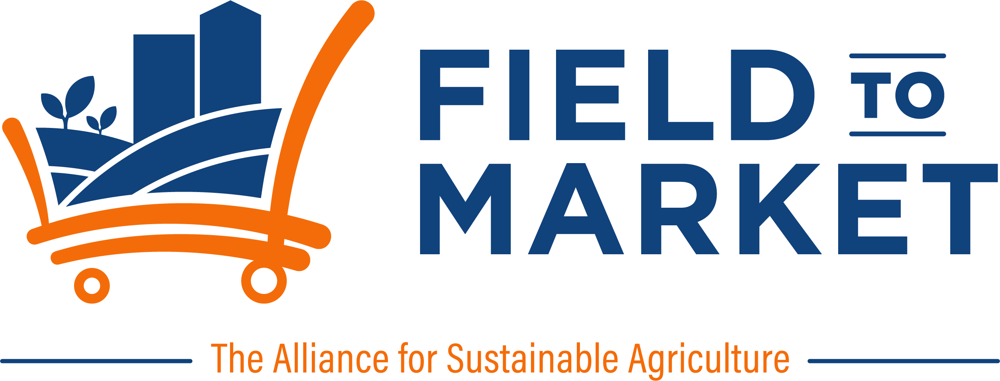 FIELD TO
MARKET
The Alliance for Sustainable Agriculture